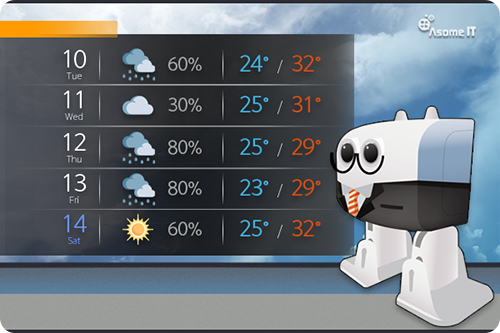 Asome IT
10 Tue 60% 24° / 32°
11 Wed 30% 25° / 31°
12 Thu 80% 25° / 29°
13 Fri 80% 23° / 29°
14 Sat 60% 25° / 32°